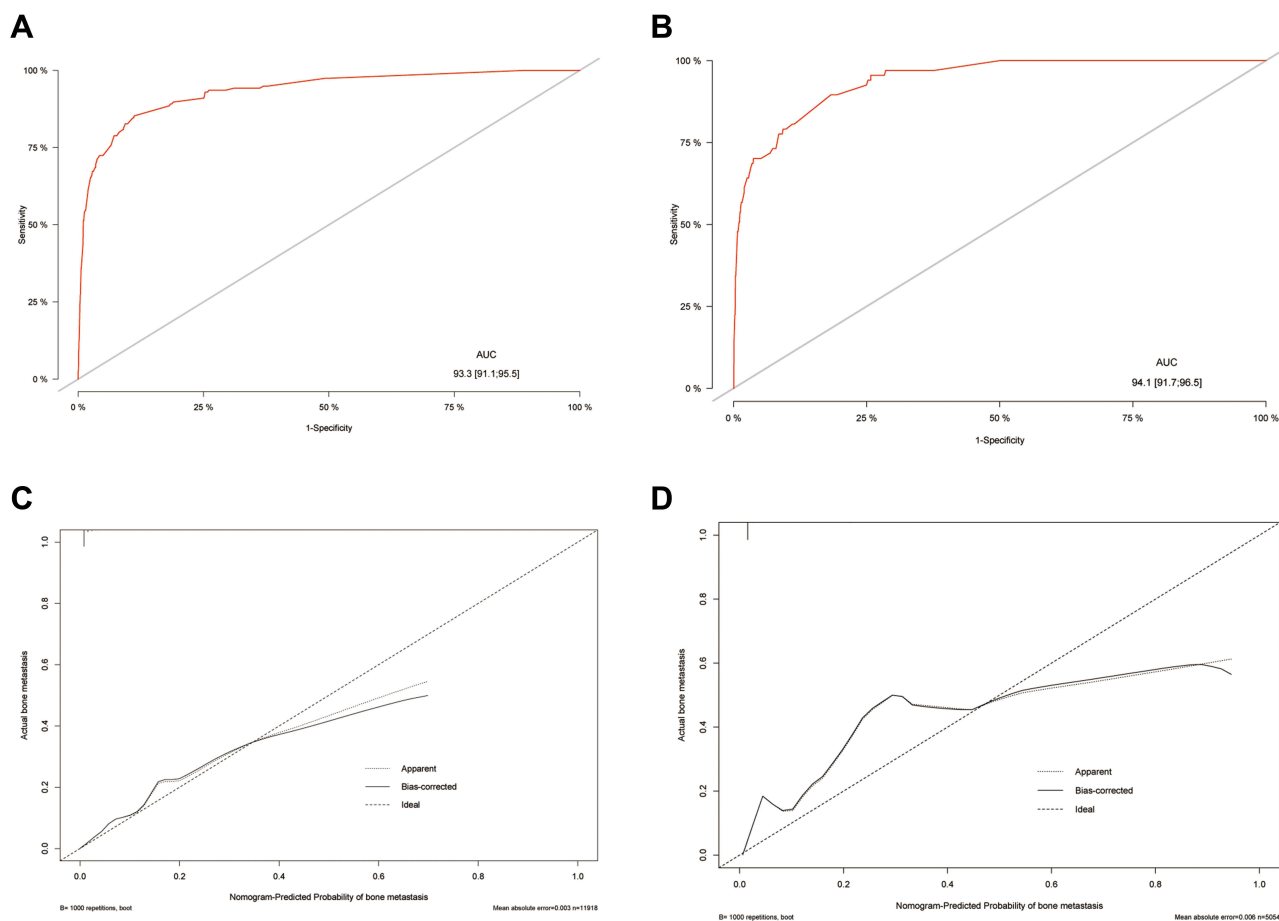 A
100 %
75 %
50 %
25 %
0 %
Sensitivity
AUC
93.3 [91.1;95.5]
0 %
25 %
50 %
75 %
100 %
1-Specificity
B
100 %
75 %
50 %
25 %
0 %
Sensitivity
AUC
94.1 [91.7;96.5]
0 %
25 %
50 %
75 %
100 %
1-Specificity
C
1.0
0.8
0.6
0.4
0.2
0.0
Actual bone metastasis
Apparent
Bias-corrected
Ideal
0.0
0.2
0.4
0.6
0.8
1.0
Nomogram-Predicted Probability of bone metastasis
B= 1000 repetitions, boot
Mean absolute error=0.003 n=11918
D
1.0
0.8
0.6
0.4
0.2
0.0
Actual bone metastasis
Apparent
Bias-corrected
Ideal
0.0
0.2
0.4
0.6
0.8
1.0
Nomogram-Predicted Probability of bone metastasis
B= 1000 repetitions, boot
Mean absolute error=0.006 n=5054